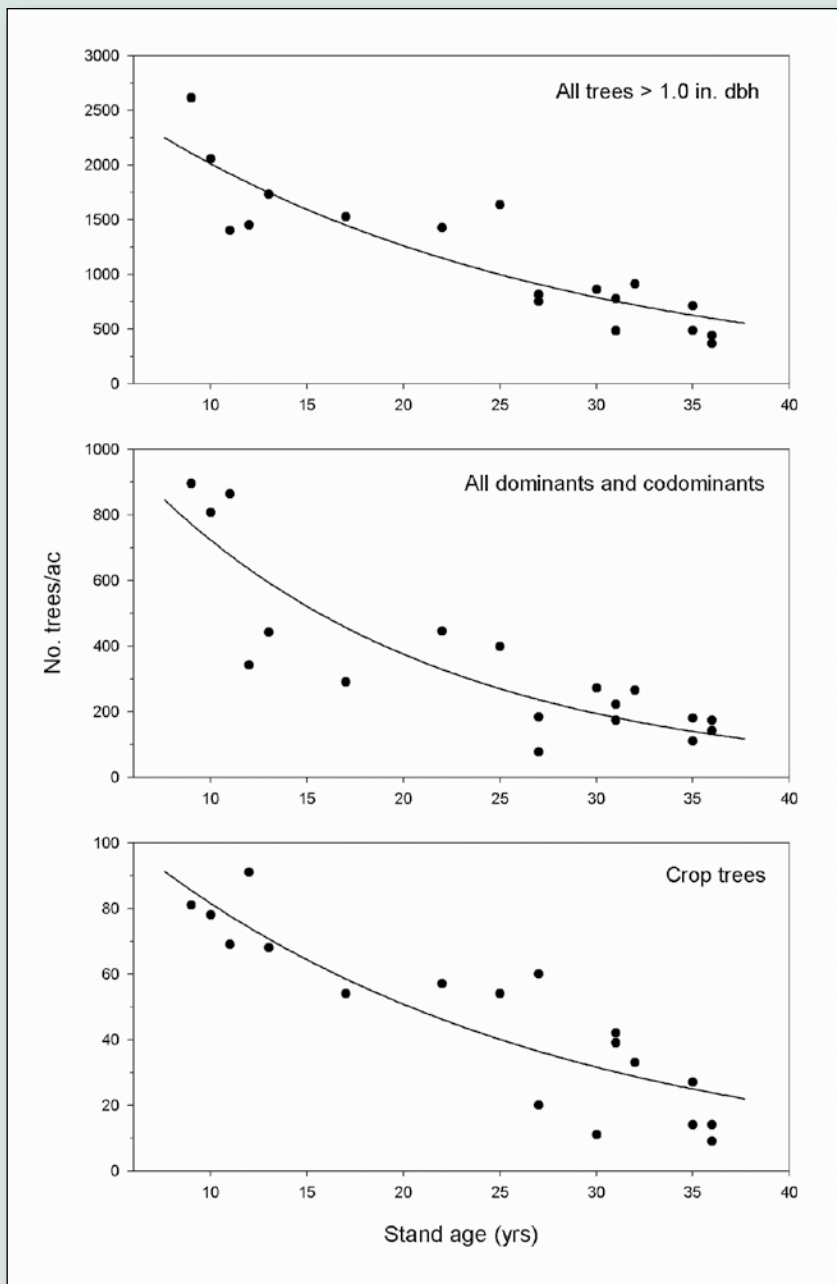 3000
2500
2000
1500
1000
500
0
All trees > 1.0 in. dbh
10 15 20 25 30 35 40
No. trees/ac
1000
800
600
400
200
0
All dominants and codominants
10 15 20 25 30 35 40
100
80
60
40
20
0
Crop trees
10 15 20 25 30 35 40
Stand age (yrs)